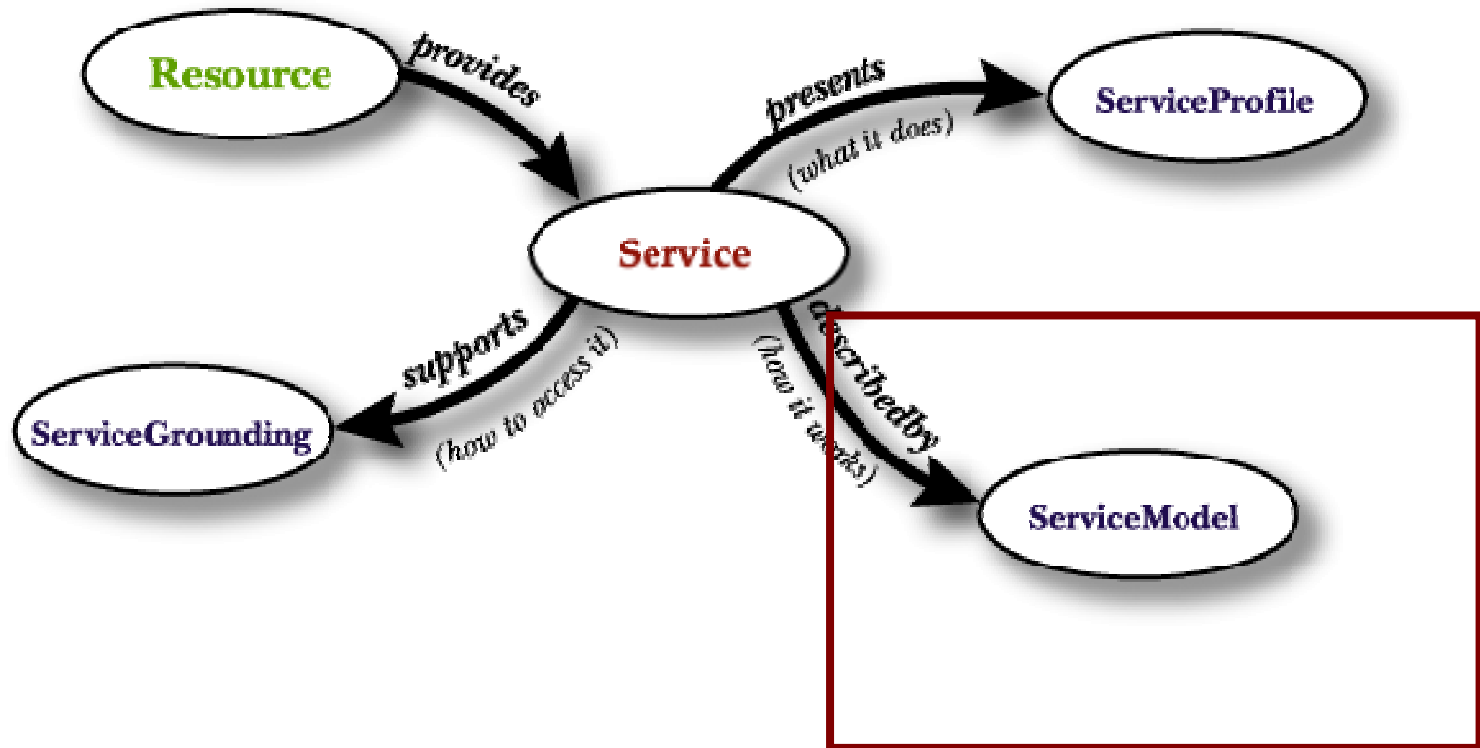 Resource
provides
presents
(what it does)
ServiceProfile
Service
supports
(how to access it)
describedby
(how it works)
ServiceGrounding
ServiceModel